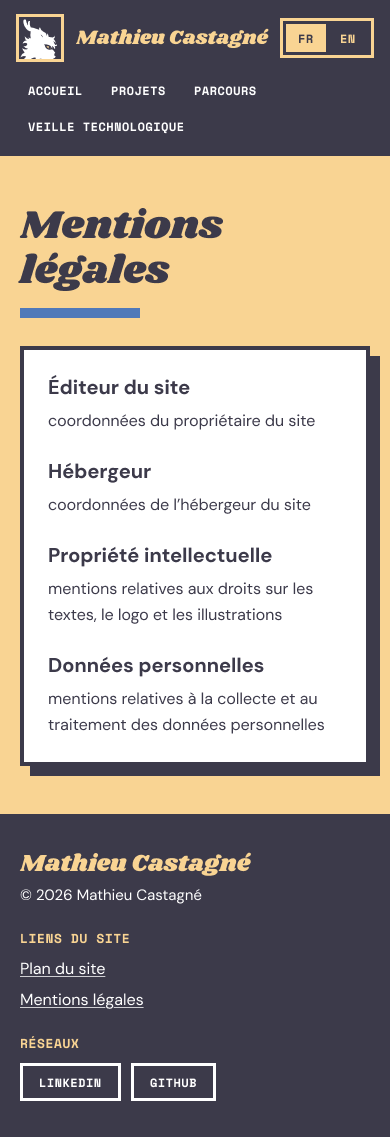 Mathieu Castagné
FR EN
ACCUEIL PROJETS PARCOURS
VEILLE TECHNOLOGIQUE
Mentions
légales
Éditeur du site
coordonnées du propriétaire du site
Hébergeur
coordonnées de l’hébergeur du site
Propriété intellectuelle
mentions relatives aux droits sur les
textes, le logo et les illustrations
Données personnelles
mentions relatives à la collecte et au
traitement des données personnelles
Mathieu Castagné
© 2026 Mathieu Castagné
LIENS DU SITE
Plan du site
Mentions légales
RÉSEAUX
LINKEDIN GITHUB